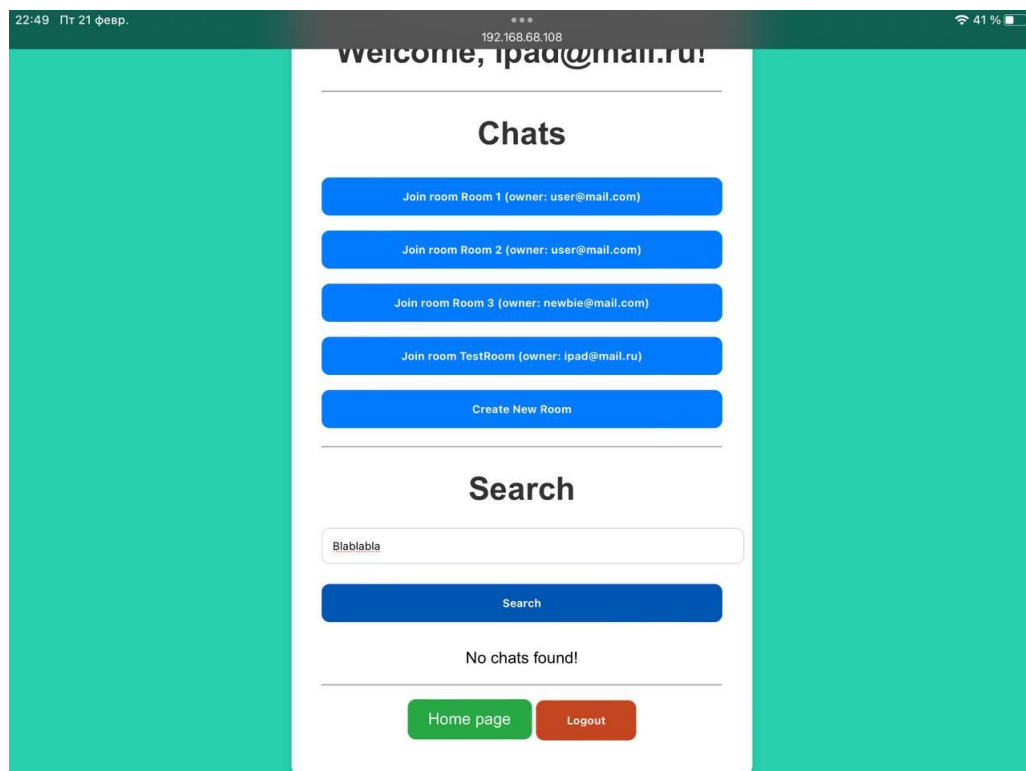 22:49 Пт 21 февр.
41 %
192.168.68.108
Welcome, ipad@mail.ru!
Chats
Join room Room 1 (owner: user@mail.com)
Join room Room 2 (owner: user@mail.com)
Join room Room 3 (owner: newbie@mail.com)
Join room TestRoom (owner: ipad@mail.ru)
Create New Room
Search
Blablabla
Search
No chats found!
Home page
Logout